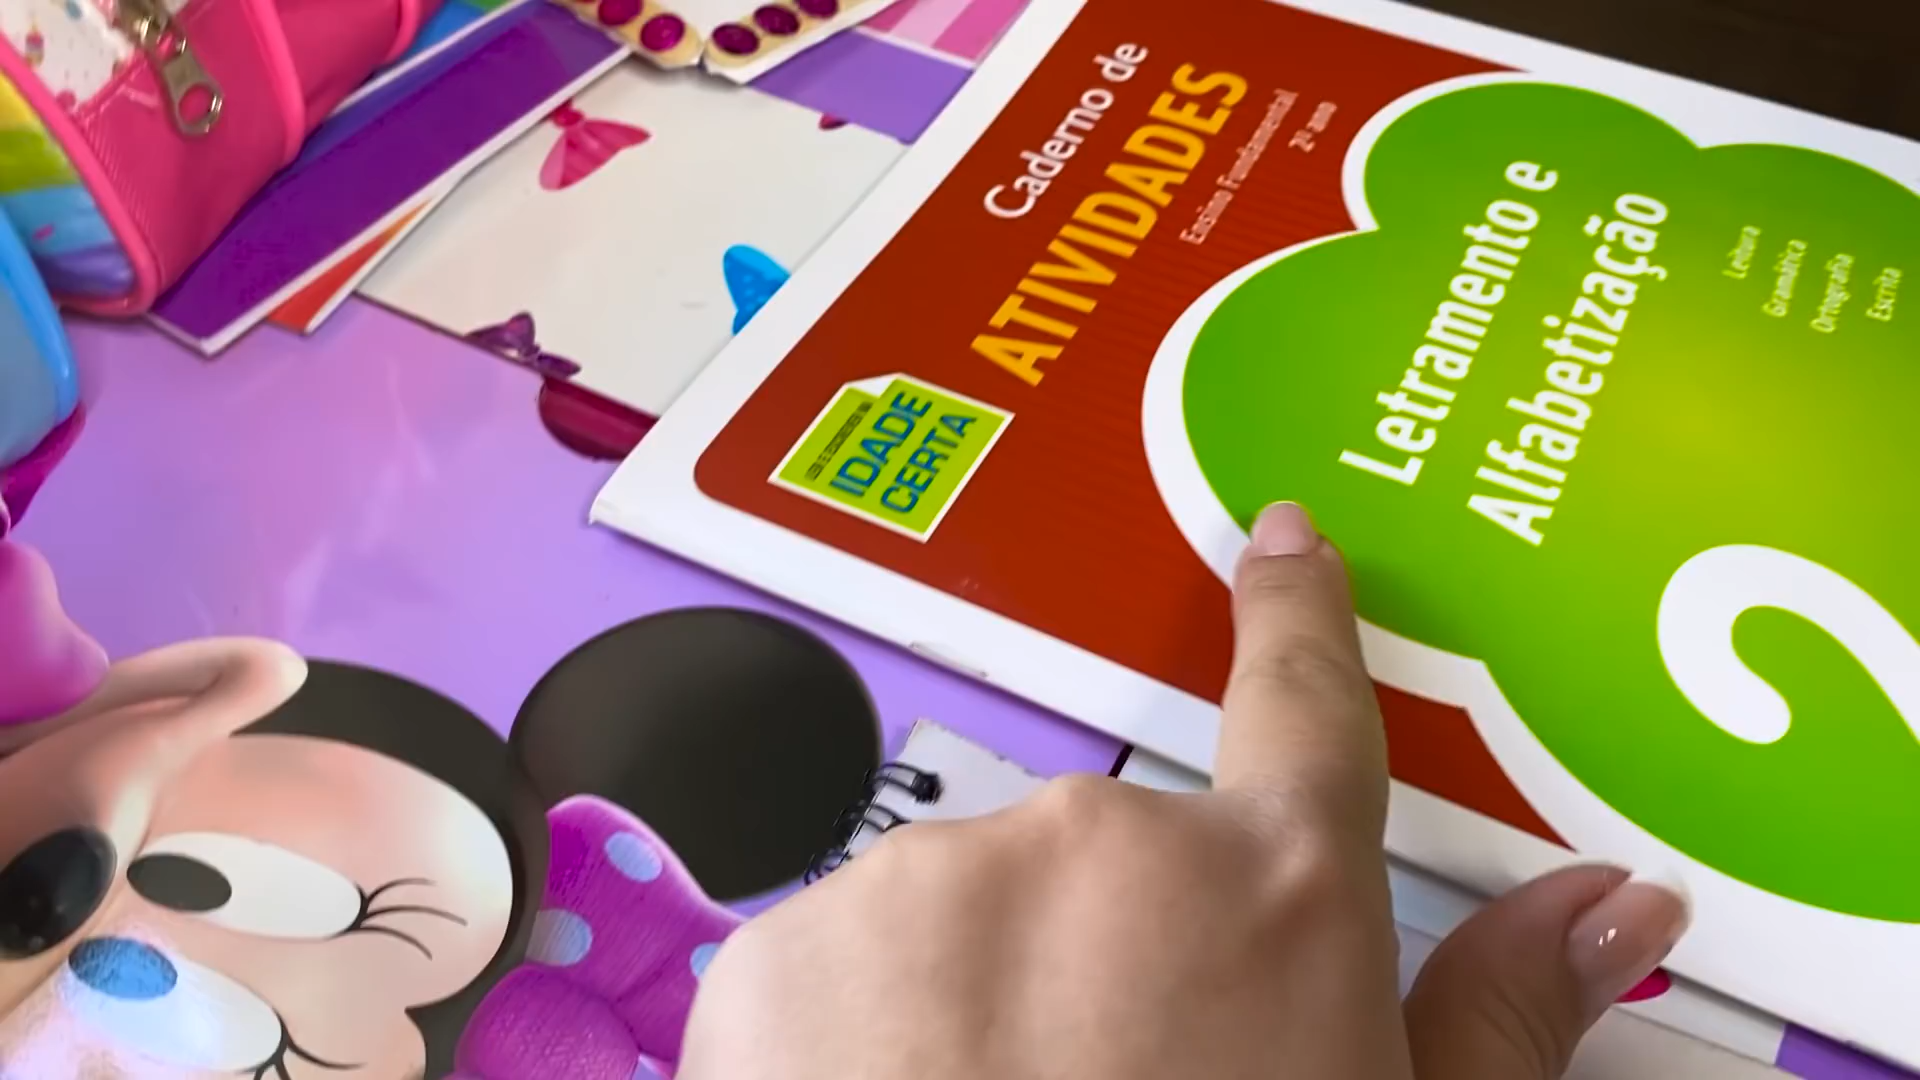 Caderno de
ATIVIDADES
Ensino Fundamental
2º ano
IDADE
CERTA
Letramento e
Alfabetização
Leitura
Gramática
Ortografia
Escrita
2